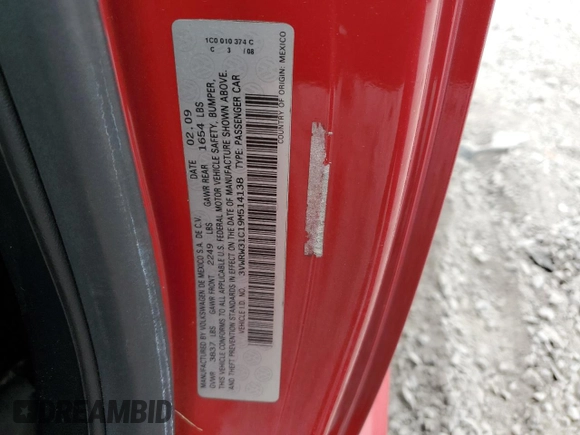 1C0 010 374 C
C 3 / 08
MANUFACTURED BY VOLKSWAGEN DE MEXICO S.A. DE C.V. DATE 02.09
GVWR 3837 LBS GAWR FRONT 2249 LBS GAWR REAR 1654 LBS
THIS VEHICLE CONFORMS TO ALL APPLICABLE U.S. FEDERAL MOTOR VEHICLE SAFETY, BUMPER,
AND THEFT PREVENTION STANDARDS IN EFFECT ON THE DATE OF MANUFACTURE SHOWN ABOVE.
VEHICLE I.D. NO. 3VWRW31C19M514138 TYPE: PASSENGER CAR
COUNTRY OF ORIGIN: MEXICO
DREAMBID